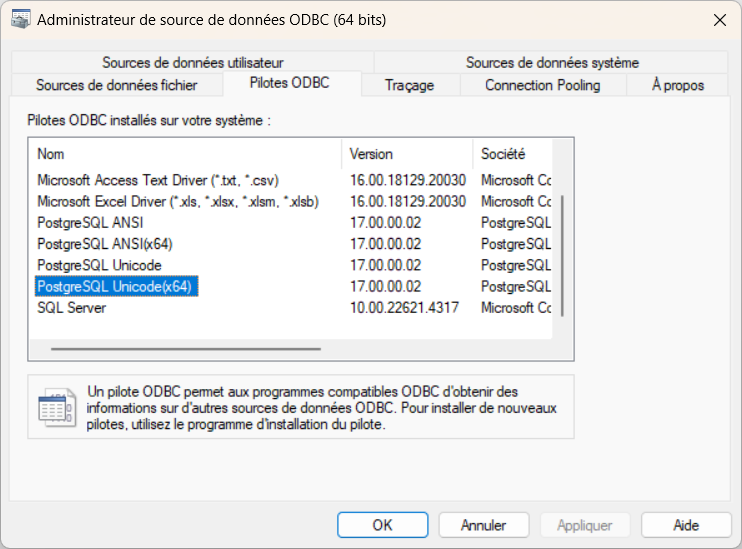 Administrateur de source de données ODBC (64 bits)
Sources de données utilisateur Sources de données système
Sources de données fichier Pilotes ODBC Traçage Connection Pooling À propos
Pilotes ODBC installés sur votre système :
Nom Version Société
Microsoft Access Text Driver (*.txt, *.csv) 16.00.18129.20030 Microsoft Co
Microsoft Excel Driver (*.xls, *.xlsx, *.xlsm, *.xlsb) 16.00.18129.20030 Microsoft Co
PostgreSQL ANSI 17.00.00.02 PostgreSQL
PostgreSQL ANSI(x64) 17.00.00.02 PostgreSQL
PostgreSQL Unicode 17.00.00.02 PostgreSQL
PostgreSQL Unicode(x64) 17.00.00.02 PostgreSQL
SQL Server 10.00.22621.4317 Microsoft Co
Un pilote ODBC permet aux programmes compatibles ODBC d'obtenir des
informations sur d'autres sources de données ODBC. Pour installer de nouveaux
pilotes, utilisez le programme d'installation du pilote.
OK Annuler Appliquer Aide